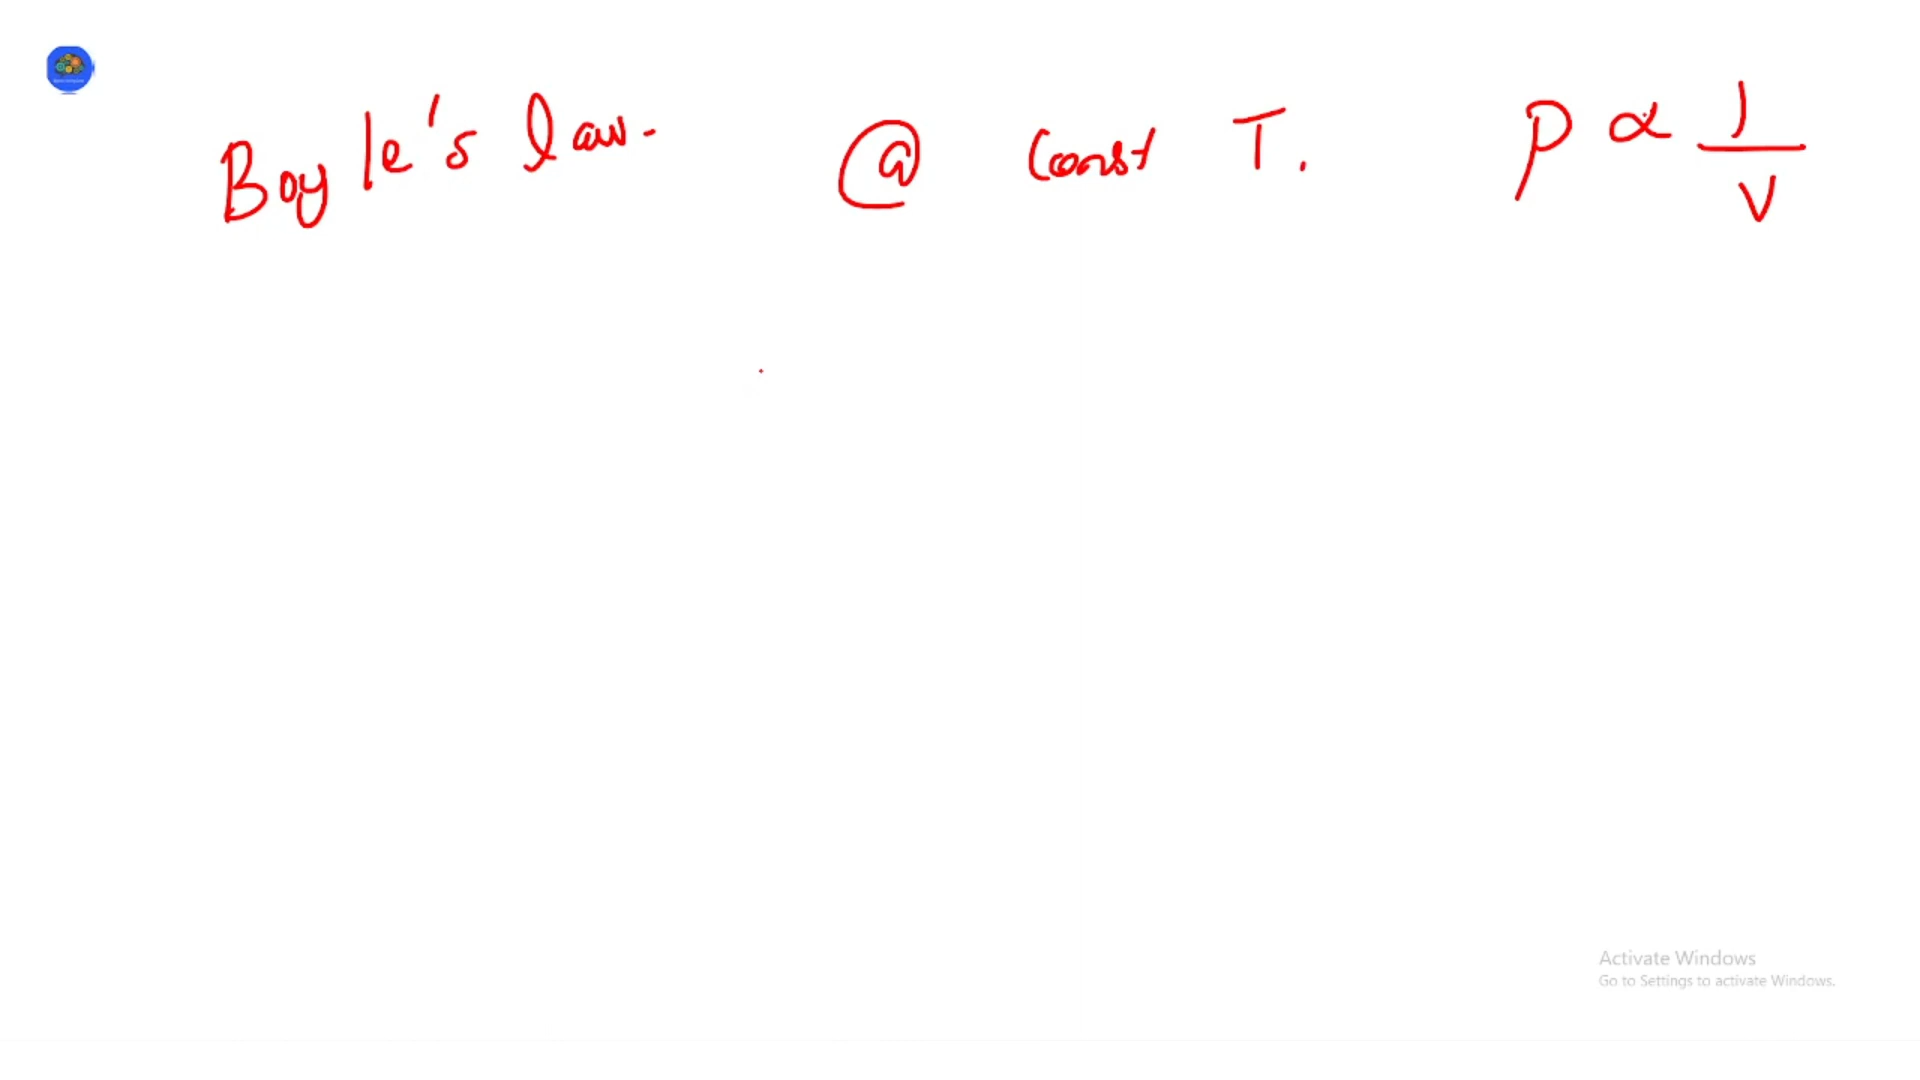 Boyle's law. @ const T. P ∝ 1/V
Activate Windows
Go to Settings to activate Windows.